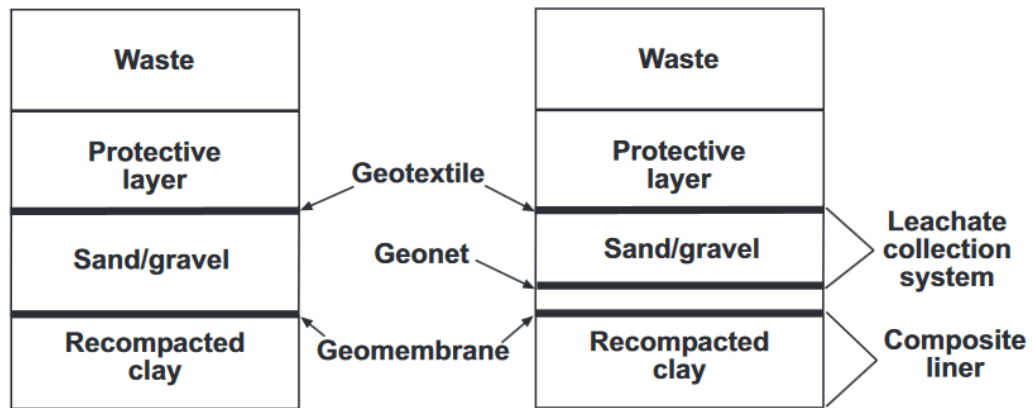 Waste
Protective
layer
Sand/gravel
Recompacted
clay
Geotextile
Geonet
Geomembrane
Waste
Protective
layer
Sand/gravel
Recompacted
clay
Leachate
collection
system
Composite
liner